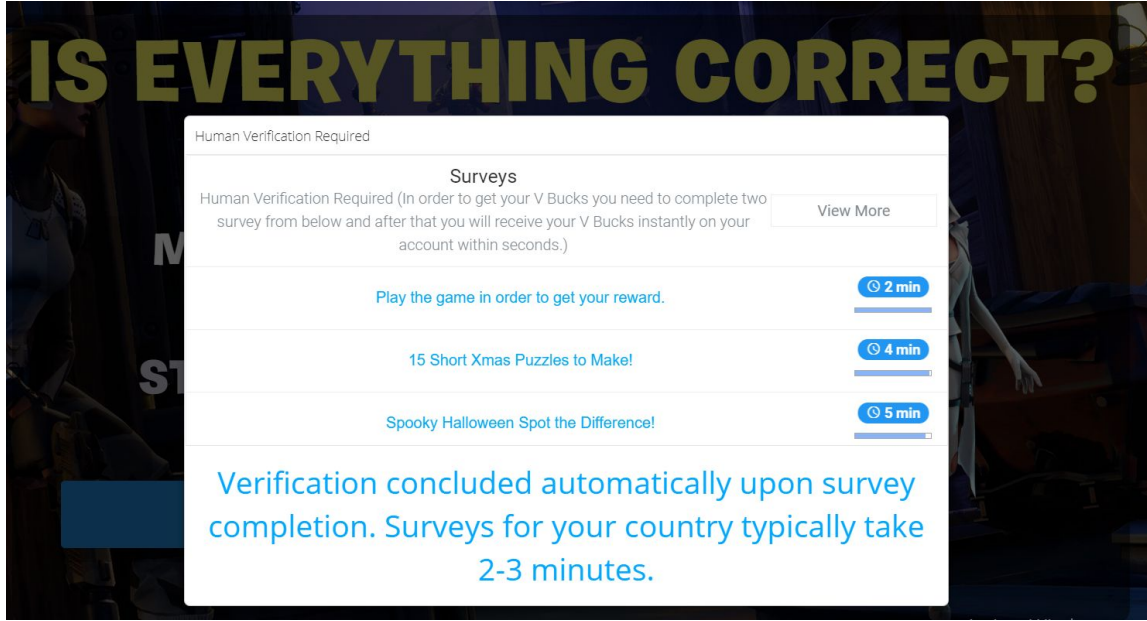 IS EVERYTHING CORRECT?
Human Verification Required
Surveys
Human Verification Required (In order to get your V Bucks you need to complete two
survey from below and after that you will receive your V Bucks instantly on your
account within seconds.)
View More
Play the game in order to get your reward.
2 min
15 Short Xmas Puzzles to Make!
4 min
Spooky Halloween Spot the Difference!
5 min
Verification concluded automatically upon survey
completion. Surveys for your country typically take
2-3 minutes.